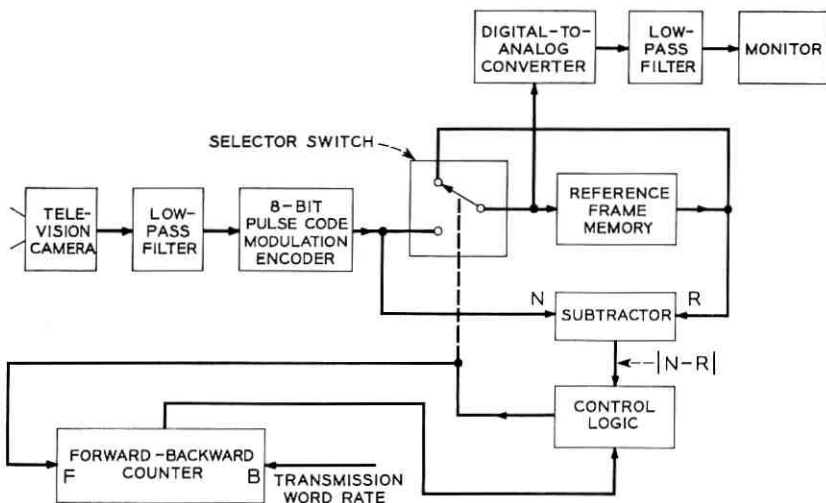 DIGITAL-TO-
ANALOG
CONVERTER
LOW-
PASS
FILTER
MONITOR
SELECTOR SWITCH
TELE-
VISION
CAMERA
LOW-
PASS
FILTER
8-BIT
PULSE CODE
MODULATION
ENCODER
REFERENCE
FRAME
MEMORY
N
SUBTRACTOR
R
|N-R|
CONTROL
LOGIC
FORWARD-BACKWARD
COUNTER
F
B
TRANSMISSION
WORD RATE